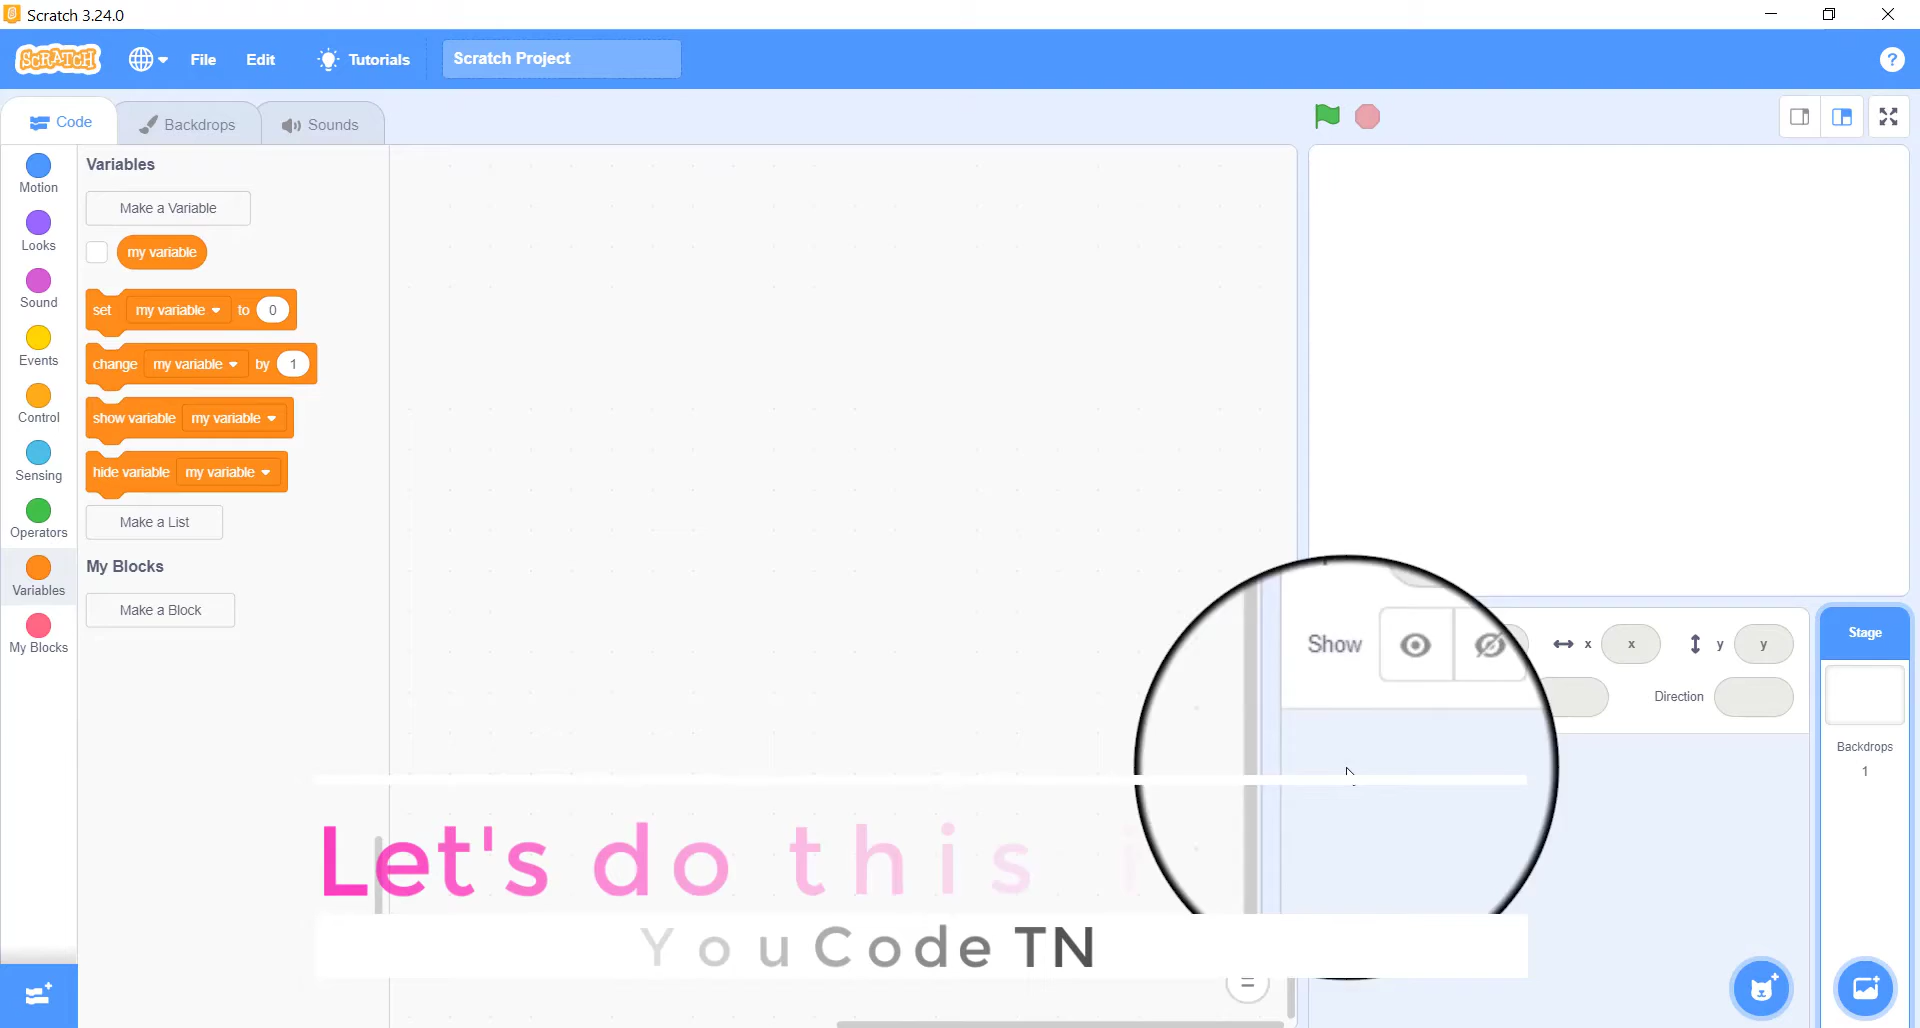 Scratch 3.24.0
SCRATCH
File
Edit
Tutorials
Scratch Project
?
Code
Backdrops
Sounds
Motion
Looks
Sound
Events
Control
Sensing
Operators
Variables
My Blocks
Variables
Make a Variable
my variable
set my variable to 0
change my variable by 1
show variable my variable
hide variable my variable
Make a List
My Blocks
Make a Block
Show
x x
y y
Direction
Stage
Backdrops
1
Let's do this i
YouCode TN